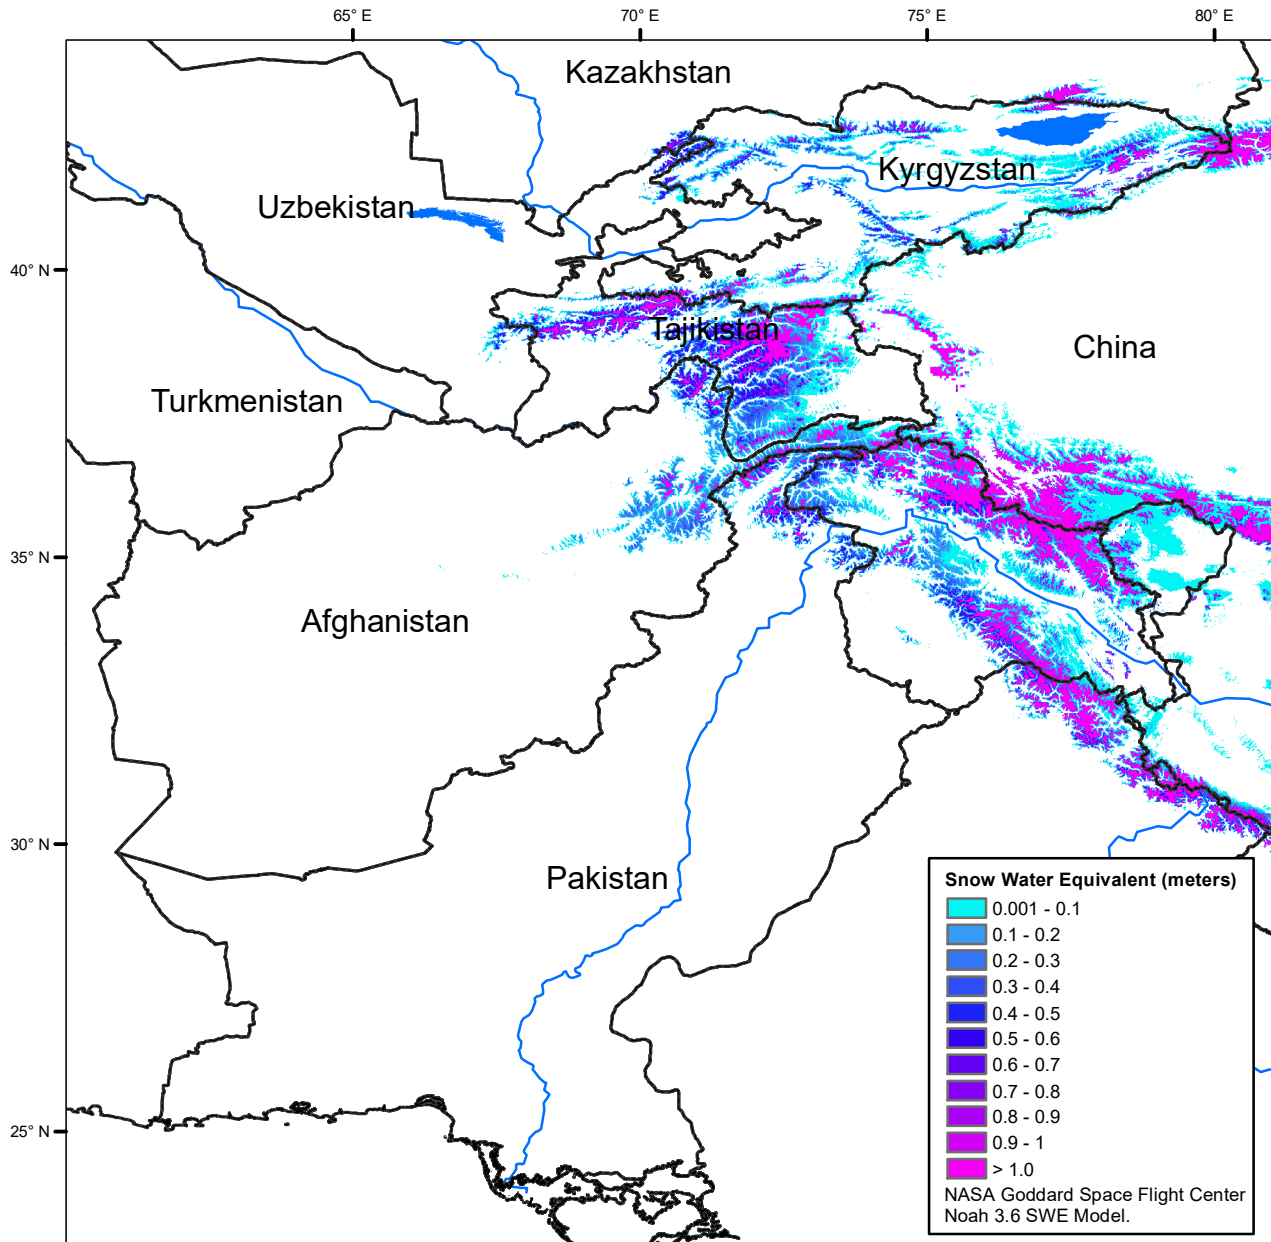 65° E
70° E
75° E
80° E
Kazakhstan
Kyrgyzstan
Uzbekistan
40° N
Tajikistan
China
Turkmenistan
35° N
Afghanistan
30° N
Pakistan
25° N
Snow Water Equivalent (meters)
0.001 - 0.1
0.1 - 0.2
0.2 - 0.3
0.3 - 0.4
0.4 - 0.5
0.5 - 0.6
0.6 - 0.7
0.7 - 0.8
0.8 - 0.9
0.9 - 1
> 1.0
NASA Goddard Space Flight Center
Noah 3.6 SWE Model.